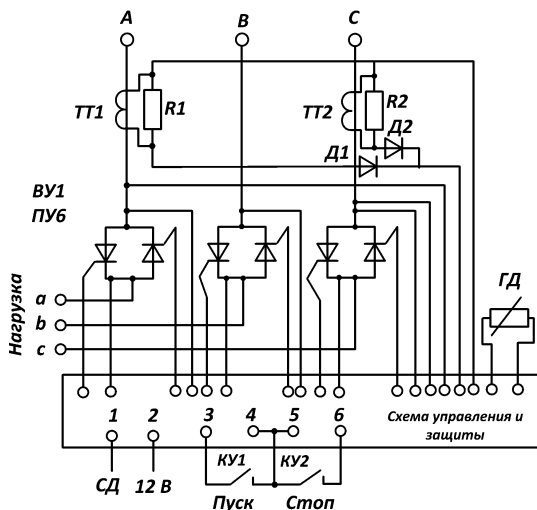 А В С
ТТ1 R1 ТТ2 R2
Д2
Д1
ВУ1
ПУ6
Нагрузка
a
b
c
ГД
1 2 3 4 5 6
Схема управления и
защиты
СД 12 В КУ1 КУ2
Пуск Стоп